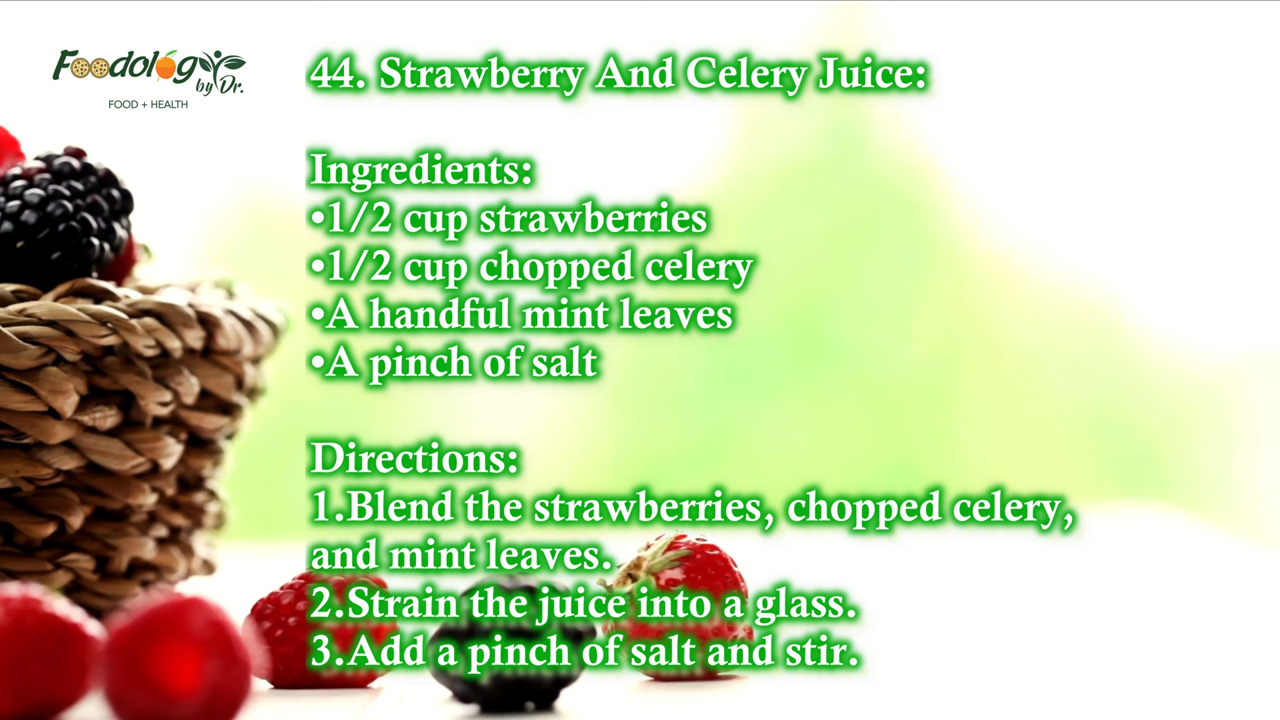 Foodology
by Dr.
FOOD + HEALTH
44. Strawberry And Celery Juice:
Ingredients:
•1/2 cup strawberries
•1/2 cup chopped celery
•A handful mint leaves
•A pinch of salt
Directions:
1.Blend the strawberries, chopped celery,
and mint leaves.
2.Strain the juice into a glass.
3.Add a pinch of salt and stir.